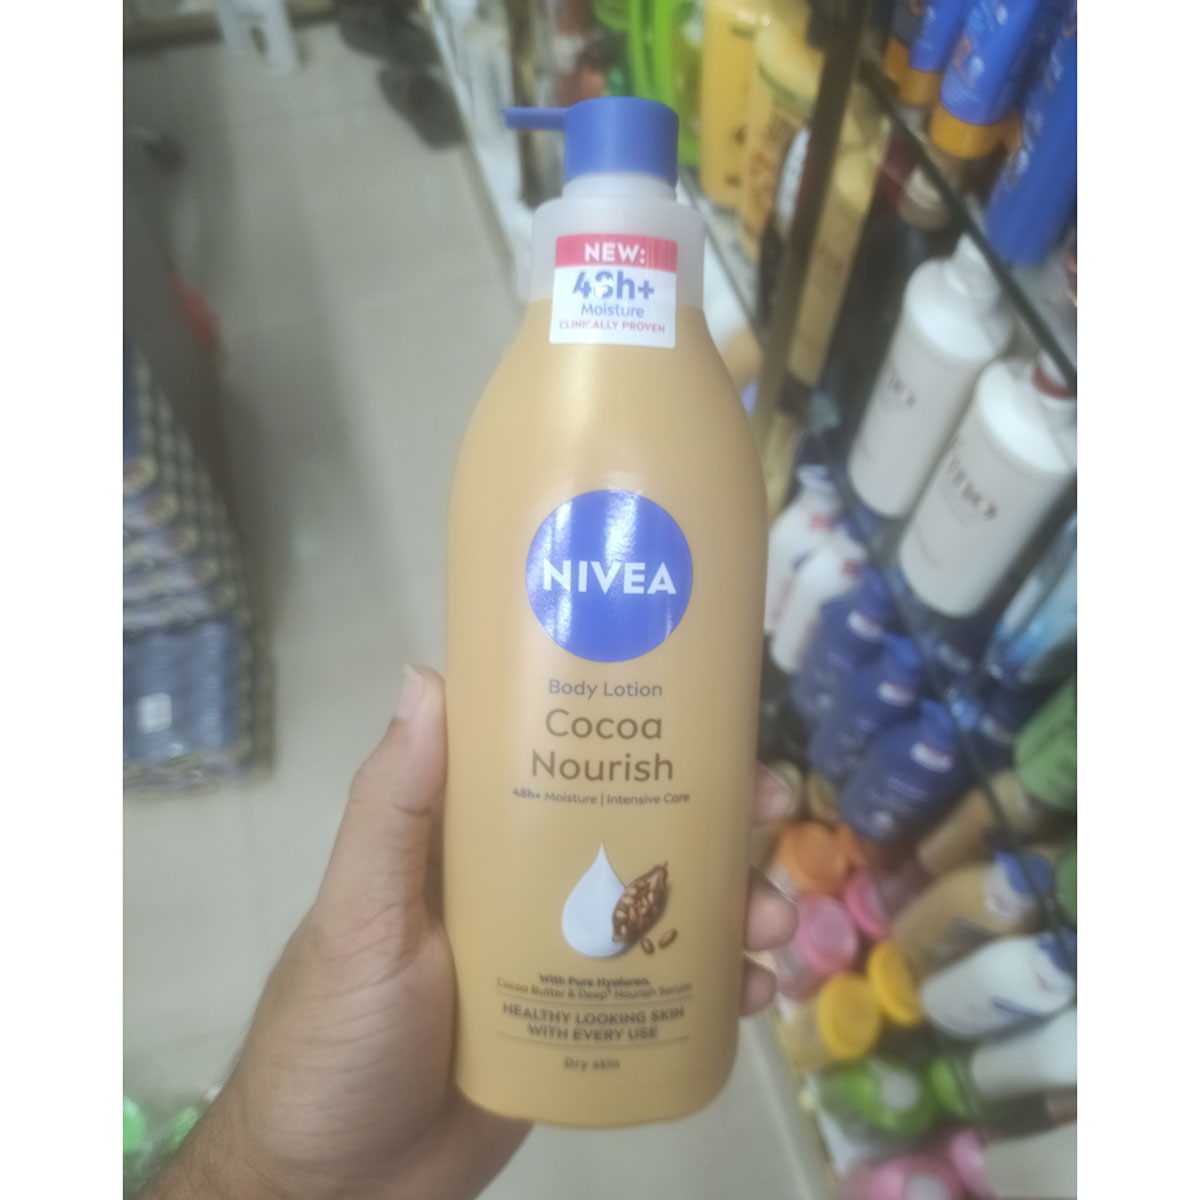 NEW:
48h+
Moisture
CLINICALLY PROVEN
NIVEA
Body Lotion
Cocoa
Nourish
48h+ Moisture | Intensive Care
With Pure Hyaluron,
Cocoa Butter & Deep Nourish Serum
HEALTHY LOOKING SKIN
WITH EVERY USE
Dry skin